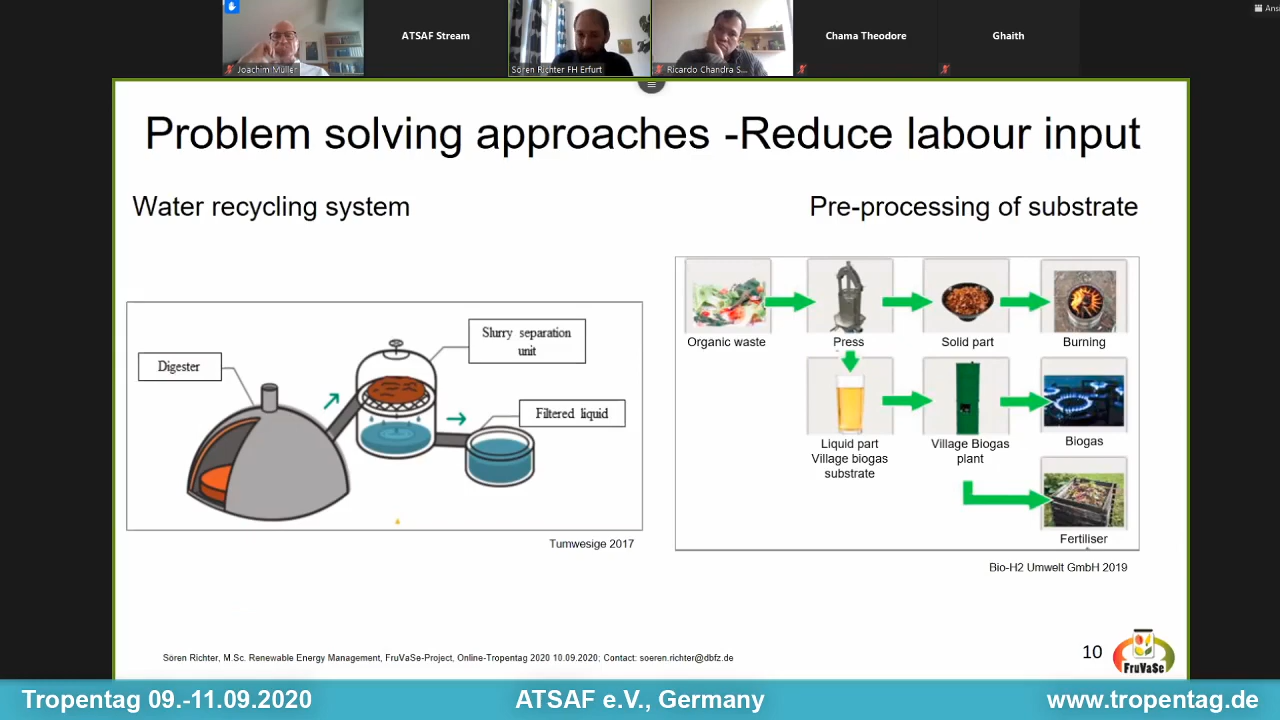 Joachim Müller
ATSAF Stream
Sören Richter FH Erfurt
Ricardo Chandra S...
Chama Theodore
Ghaith
Problem solving approaches -Reduce labour input
Water recycling system
Pre-processing of substrate
Digester
Slurry separation
unit
Filtered liquid
Tumwesige 2017
Organic waste
Press
Solid part
Burning
Liquid part
Village biogas
substrate
Village Biogas
plant
Biogas
Fertiliser
Bio-H2 Umwelt GmbH 2019
Sören Richter, M.Sc. Renewable Energy Management, FruVaSe-Project, Online-Tropentag 2020 10.09.2020; Contact: soeren.richter@dbfz.de
10
FruVaSe
Tropentag 09.-11.09.2020
ATSAF e.V., Germany
www.tropentag.de